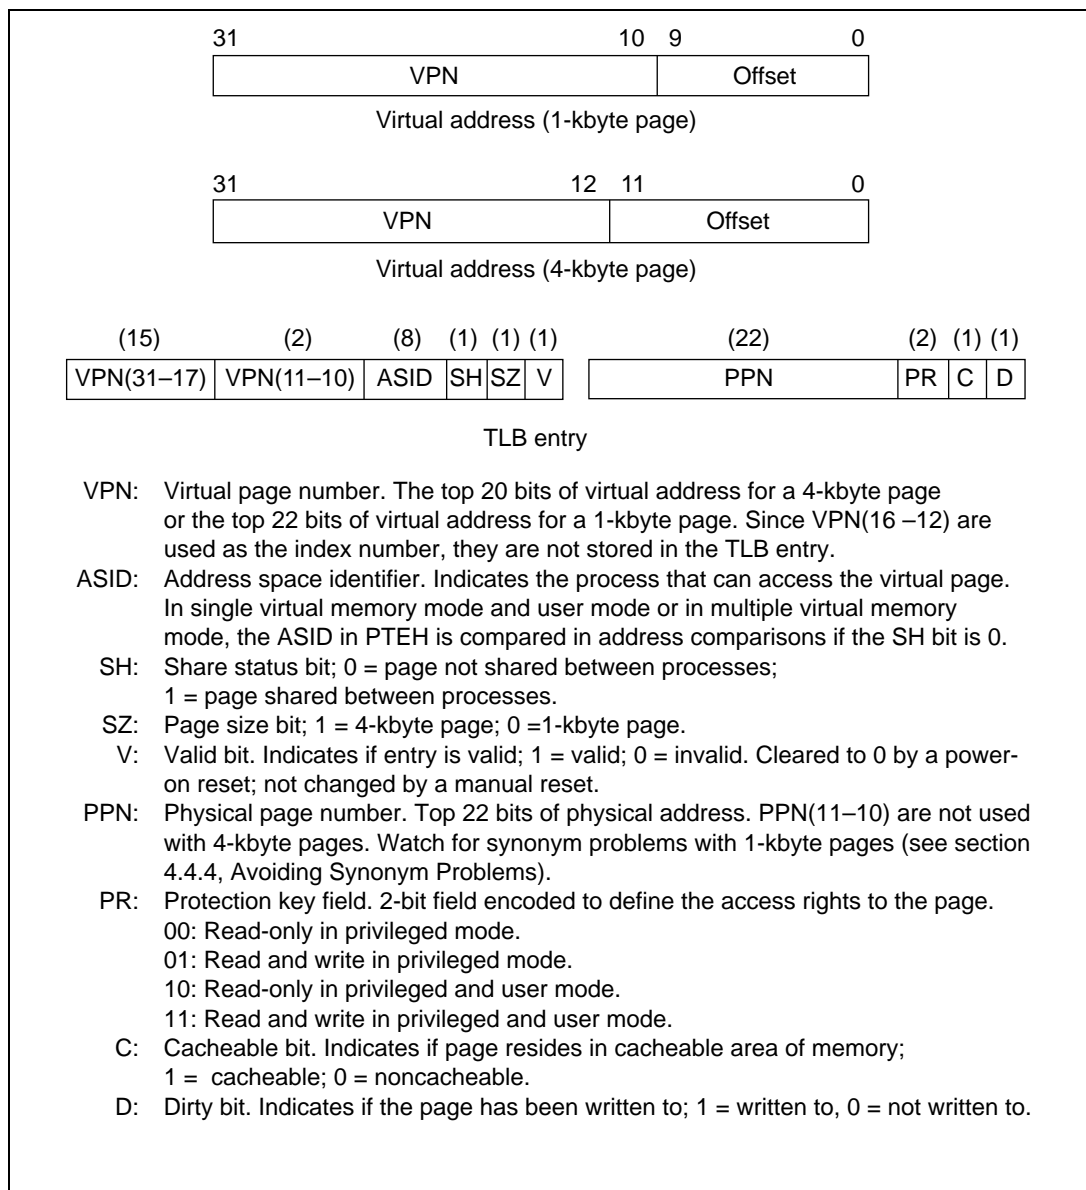 31 10 9 0
VPN Offset
Virtual address (1-kbyte page)
31 12 11 0
VPN Offset
Virtual address (4-kbyte page)
(15) (2) (8) (1) (1) (1) (22) (2) (1) (1)
VPN(31–17) VPN(11–10) ASID SH SZ V PPN PR C D
TLB entry
VPN: Virtual page number. The top 20 bits of virtual address for a 4-kbyte page
or the top 22 bits of virtual address for a 1-kbyte page. Since VPN(16 –12) are
used as the index number, they are not stored in the TLB entry.
ASID: Address space identifier. Indicates the process that can access the virtual page.
In single virtual memory mode and user mode or in multiple virtual memory
mode, the ASID in PTEH is compared in address comparisons if the SH bit is 0.
SH: Share status bit; 0 = page not shared between processes;
1 = page shared between processes.
SZ: Page size bit; 1 = 4-kbyte page; 0 =1-kbyte page.
V: Valid bit. Indicates if entry is valid; 1 = valid; 0 = invalid. Cleared to 0 by a power-
on reset; not changed by a manual reset.
PPN: Physical page number. Top 22 bits of physical address. PPN(11–10) are not used
with 4-kbyte pages. Watch for synonym problems with 1-kbyte pages (see section
4.4.4, Avoiding Synonym Problems).
PR: Protection key field. 2-bit field encoded to define the access rights to the page.
00: Read-only in privileged mode.
01: Read and write in privileged mode.
10: Read-only in privileged and user mode.
11: Read and write in privileged and user mode.
C: Cacheable bit. Indicates if page resides in cacheable area of memory;
1 =  cacheable; 0 = noncacheable.
D: Dirty bit. Indicates if the page has been written to; 1 = written to, 0 = not written to.